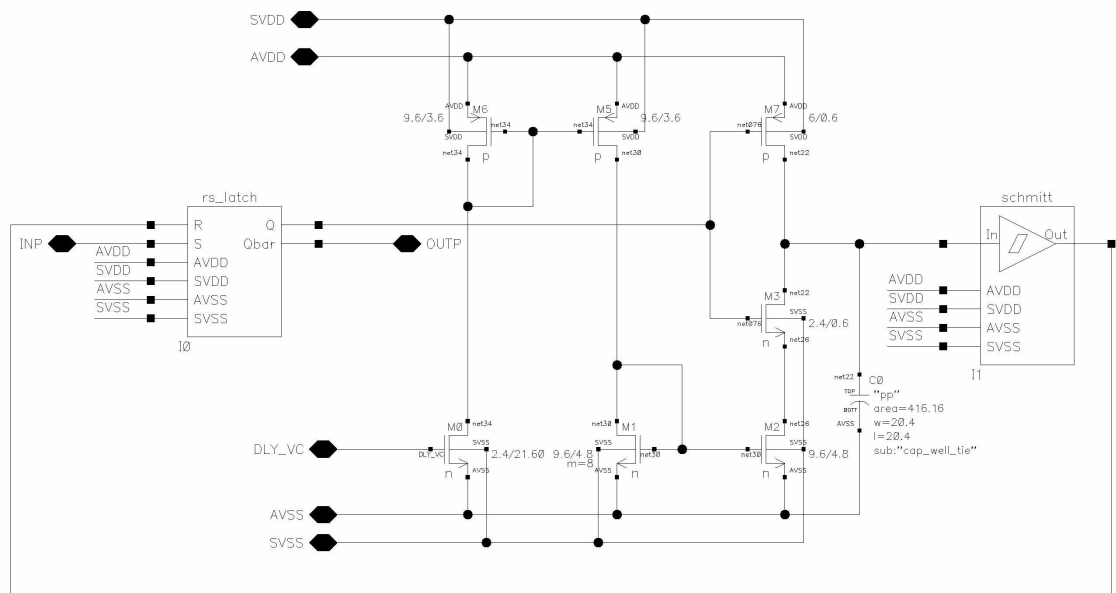 SVDD
AVDD
AVDD
M6
9.6/3.6
SVDD
net34
net34
p
AVDD
M5
9.6/3.6
net34
SVDD
net30
p
AVDD
M7
6/0.6
net076
SVDD
net22
p
rs_latch
R
Q
INP
S
Qbar
OUTP
AVDD
AVDD
SVDD
SVDD
AVSS
AVSS
SVSS
SVSS
I0
schmitt
In
Out
AVDD
AVDD
SVDD
SVDD
AVSS
AVSS
SVSS
SVSS
I1
net22
M3
SVSS
2.4/0.6
net076
n
net26
net22
C0
TOP
"pp"
BOTT
area=416.16
AVSS
w=20.4
l=20.4
sub:"cap_well_tie"
net34
M0
SVSS
DLY_VC
DLY_VC
2.4/21.60
n
AVSS
net30
M1
SVSS
9.6/4.8
m=8
net30
n
AVSS
net26
M2
SVSS
net30
9.6/4.8
n
AVSS
AVSS
SVSS